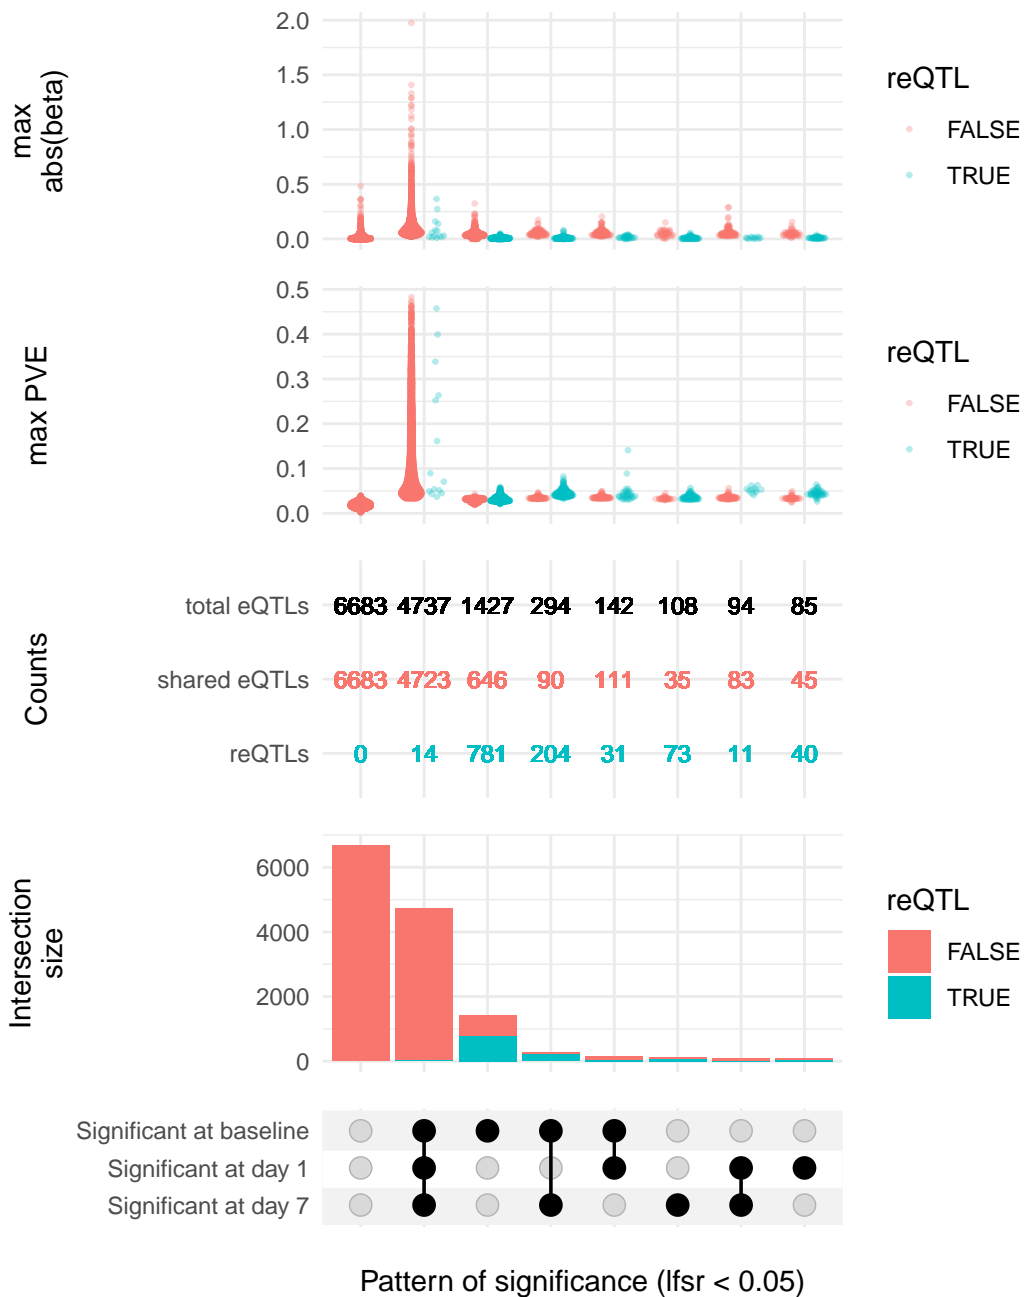 max
abs(beta)
2.0
1.5
1.0
0.5
0.0
reQTL
FALSE
TRUE
max PVE
0.5
0.4
0.3
0.2
0.1
0.0
reQTL
FALSE
TRUE
Counts
total eQTLs 6683 4737 1427 294 142 108 94 85
shared eQTLs 6683 4723 646 90 111 35 83 45
reQTLs 0 14 781 204 31 73 11 40
Intersection
size
6000
4000
2000
0
reQTL
FALSE
TRUE
Significant at baseline
Significant at day 1
Significant at day 7
Pattern of significance (lfsr < 0.05)